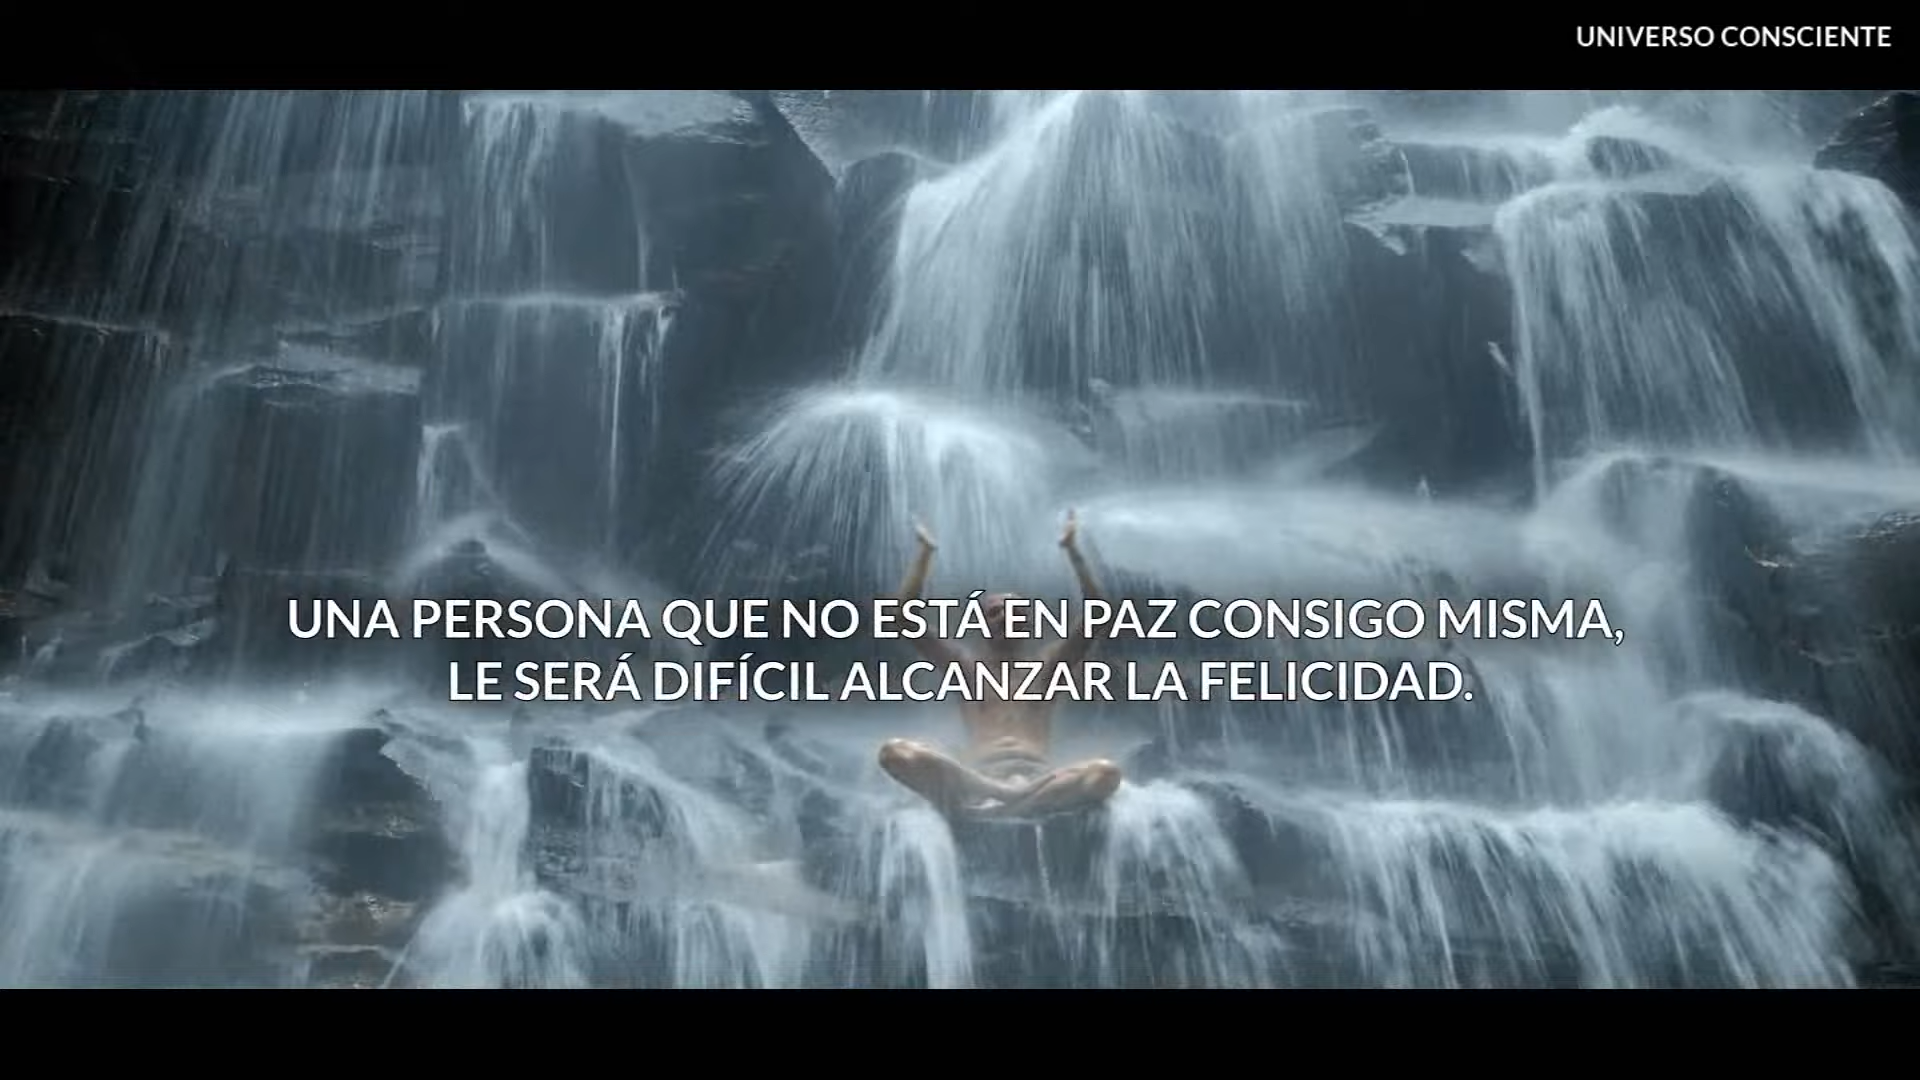 UNIVERSO CONSCIENTE
UNA PERSONA QUE NO ESTÁ EN PAZ CONSIGO MISMA,
LE SERÁ DIFÍCIL ALCANZAR LA FELICIDAD.